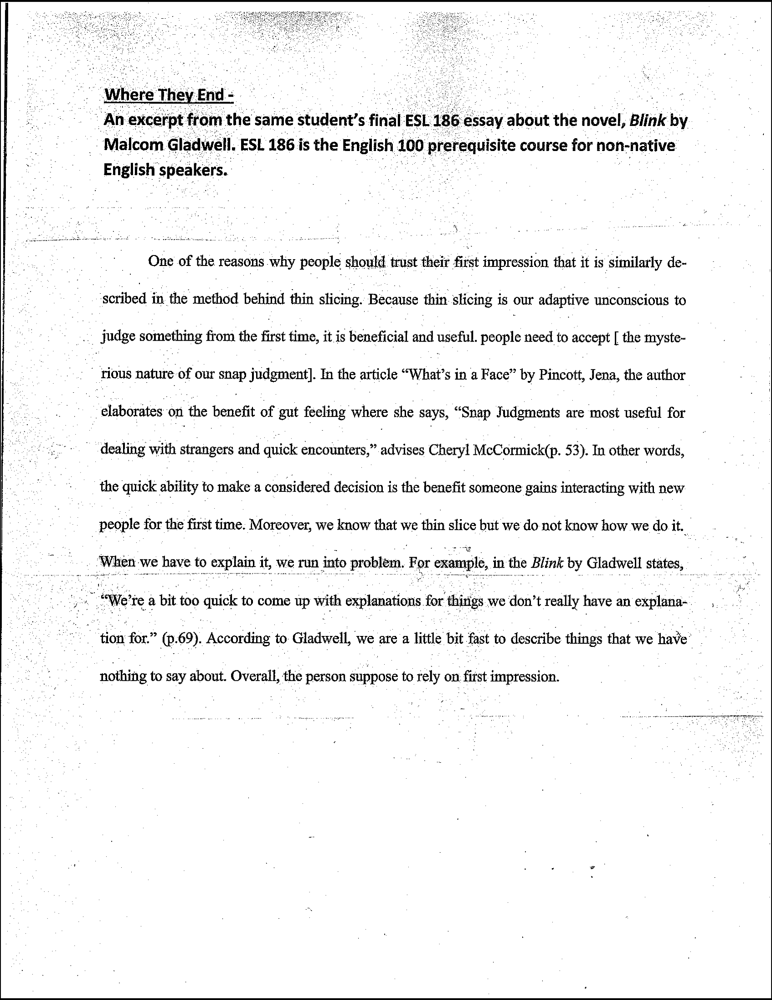 Where They End -
An excerpt from the same student's final ESL 186 essay about the novel, Blink by
Malcom Gladwell. ESL 186 is the English 100 prerequisite course for non-native
English speakers.
One of the reasons why people should trust their first impression that it is similarly de-
scribed in the method behind thin slicing. Because thin slicing is our adaptive unconscious to
judge something from the first time, it is beneficial and useful. people need to accept [ the myste-
rious nature of our snap judgment]. In the article “What’s in a Face” by Pincott, Jena, the author
elaborates on the benefit of gut feeling where she says, “Snap Judgments are most useful for
dealing with strangers and quick encounters,” advises Cheryl McCormick(p. 53). In other words,
the quick ability to make a considered decision is the benefit someone gains interacting with new
people for the first time. Moreover, we know that we thin slice but we do not know how we do it.
When we have to explain it, we run into problem. For example, in the Blink by Gladwell states,
“We’re a bit too quick to come up with explanations for things we don’t really have an explana-
tion for.” (p.69). According to Gladwell, we are a little bit fast to describe things that we have
nothing to say about. Overall, the person suppose to rely on first impression.